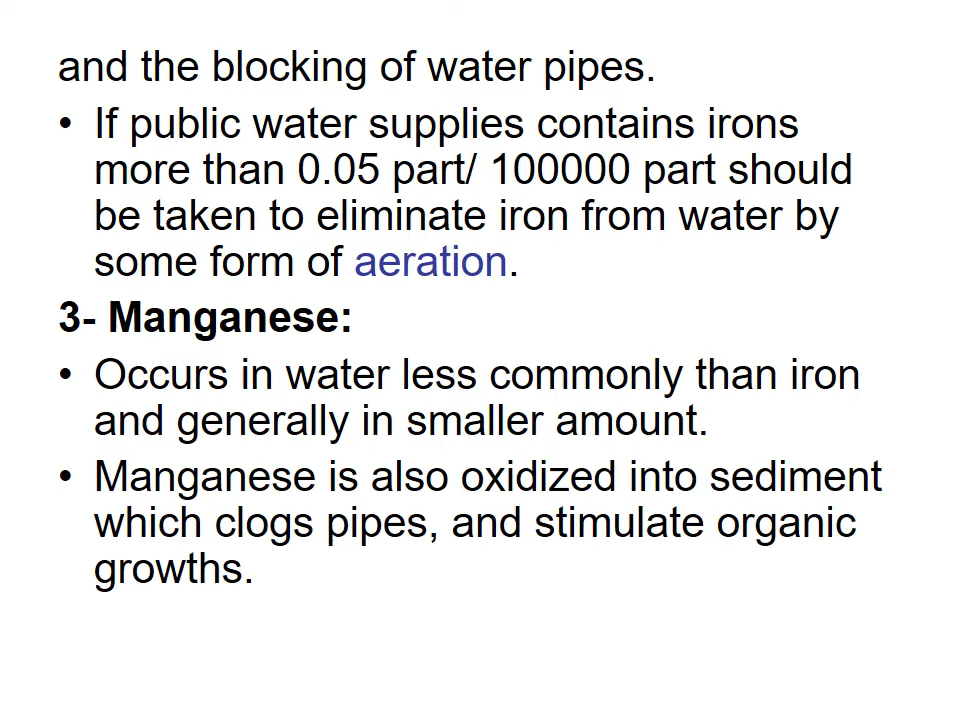 and the blocking of water pipes.
• If public water supplies contains irons
more than 0.05 part/ 100000 part should
be taken to eliminate iron from water by
some form of aeration.
3- Manganese:
• Occurs in water less commonly than iron
and generally in smaller amount.
• Manganese is also oxidized into sediment
which clogs pipes, and stimulate organic
growths.